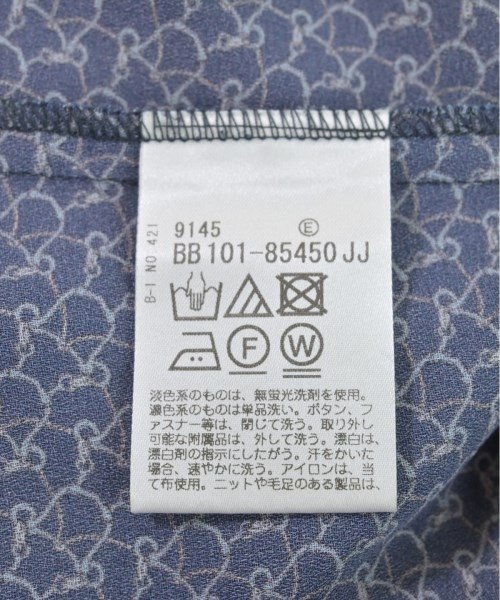 B-1 NO.421
9145 E
BB 101-85450 JJ
F W
淡色系のものは、無蛍光洗剤を使用。
濃色系のものは単品洗い。ボタン、フ
ァスナー等は、閉じて洗う。取り外し
可能な附属品は、外して洗う。漂白は、
漂白剤の指示にしたがう。汗をかいた
場合、速やかに洗う。アイロンは、当
て布使用。ニットや毛足のある製品は、